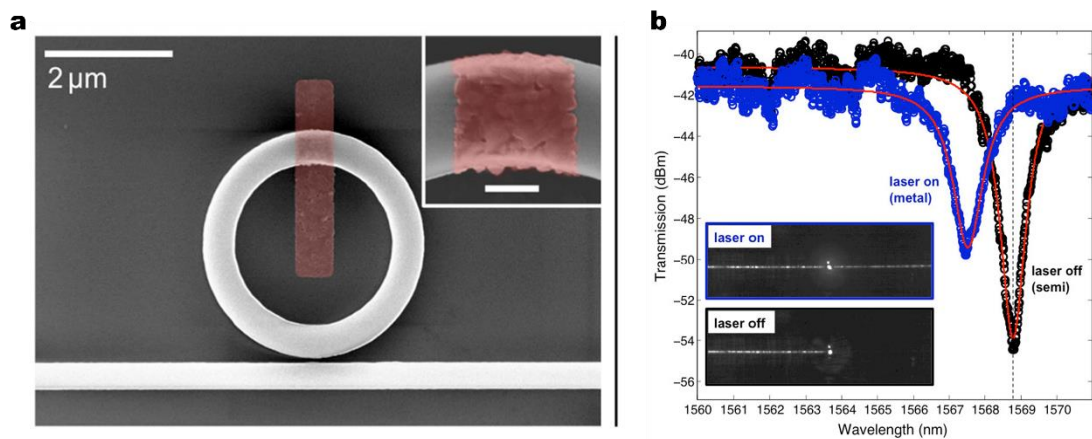 a
2 μm
b
Transmission (dBm)
−40
−42
−44
−46
−48
−50
−52
−54
−56
laser on
(metal)
laser on
laser off
(semi)
laser off
1560 1561 1562 1563 1564 1565 1566 1567 1568 1569 1570
Wavelength (nm)